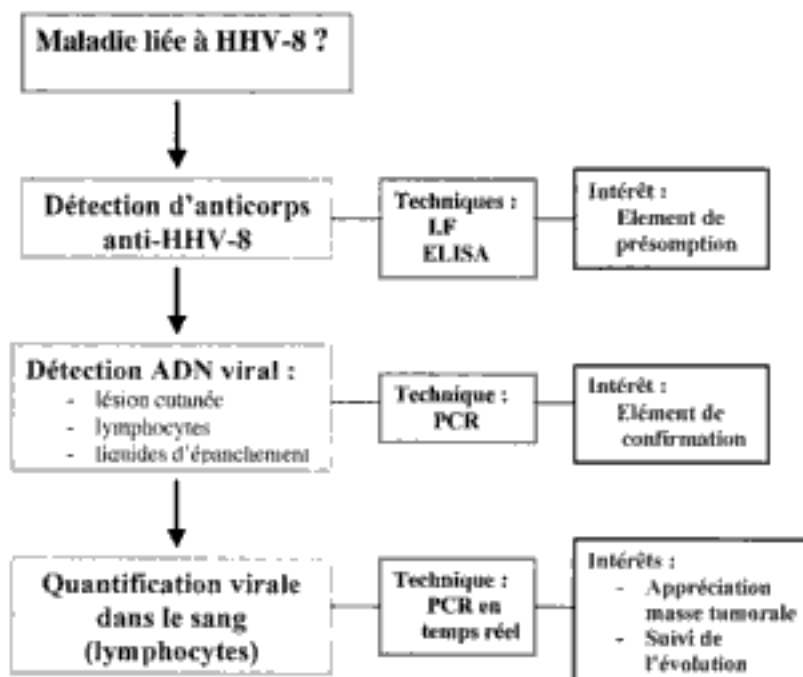 Maladie liée à HHV-8 ?
Détection d'anticorps
anti-HHV-8
Techniques :
I.F
ELISA
Intérêt :
Element de
présomption
Détection ADN viral :
- lésion cutanée
- lymphocytes
- liquides d'épanchement
Technique :
PCR
Intérêt :
Elément de
confirmation
Quantification virale
dans le sang
(lymphocytes)
Technique :
PCR en
temps réel
Intérêts :
- Appréciation
masse tumorale
- Suivi de
l'évolution